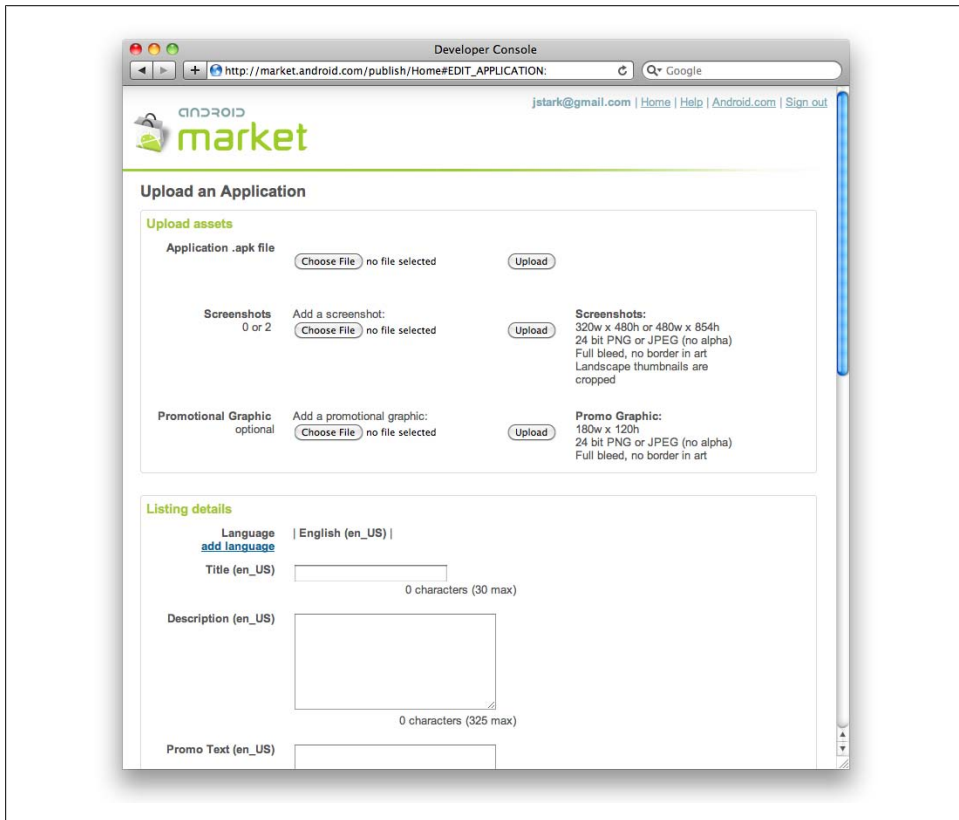 Developer Console
http://market.android.com/publish/Home#EDIT_APPLICATION:
Google
jstark@gmail.com | Home | Help | Android.com | Sign out
android
market
Upload an Application
Upload assets
Application .apk file
Choose File no file selected Upload
Screenshots
0 or 2
Add a screenshot:
Choose File no file selected Upload
Screenshots:
320w x 480h or 480w x 854h
24 bit PNG or JPEG (no alpha)
Full bleed, no border in art
Landscape thumbnails are
cropped
Promotional Graphic
optional
Add a promotional graphic:
Choose File no file selected Upload
Promo Graphic:
180w x 120h
24 bit PNG or JPEG (no alpha)
Full bleed, no border in art
Listing details
Language | English (en_US) |
add language
Title (en_US)
0 characters (30 max)
Description (en_US)
0 characters (325 max)
Promo Text (en_US)